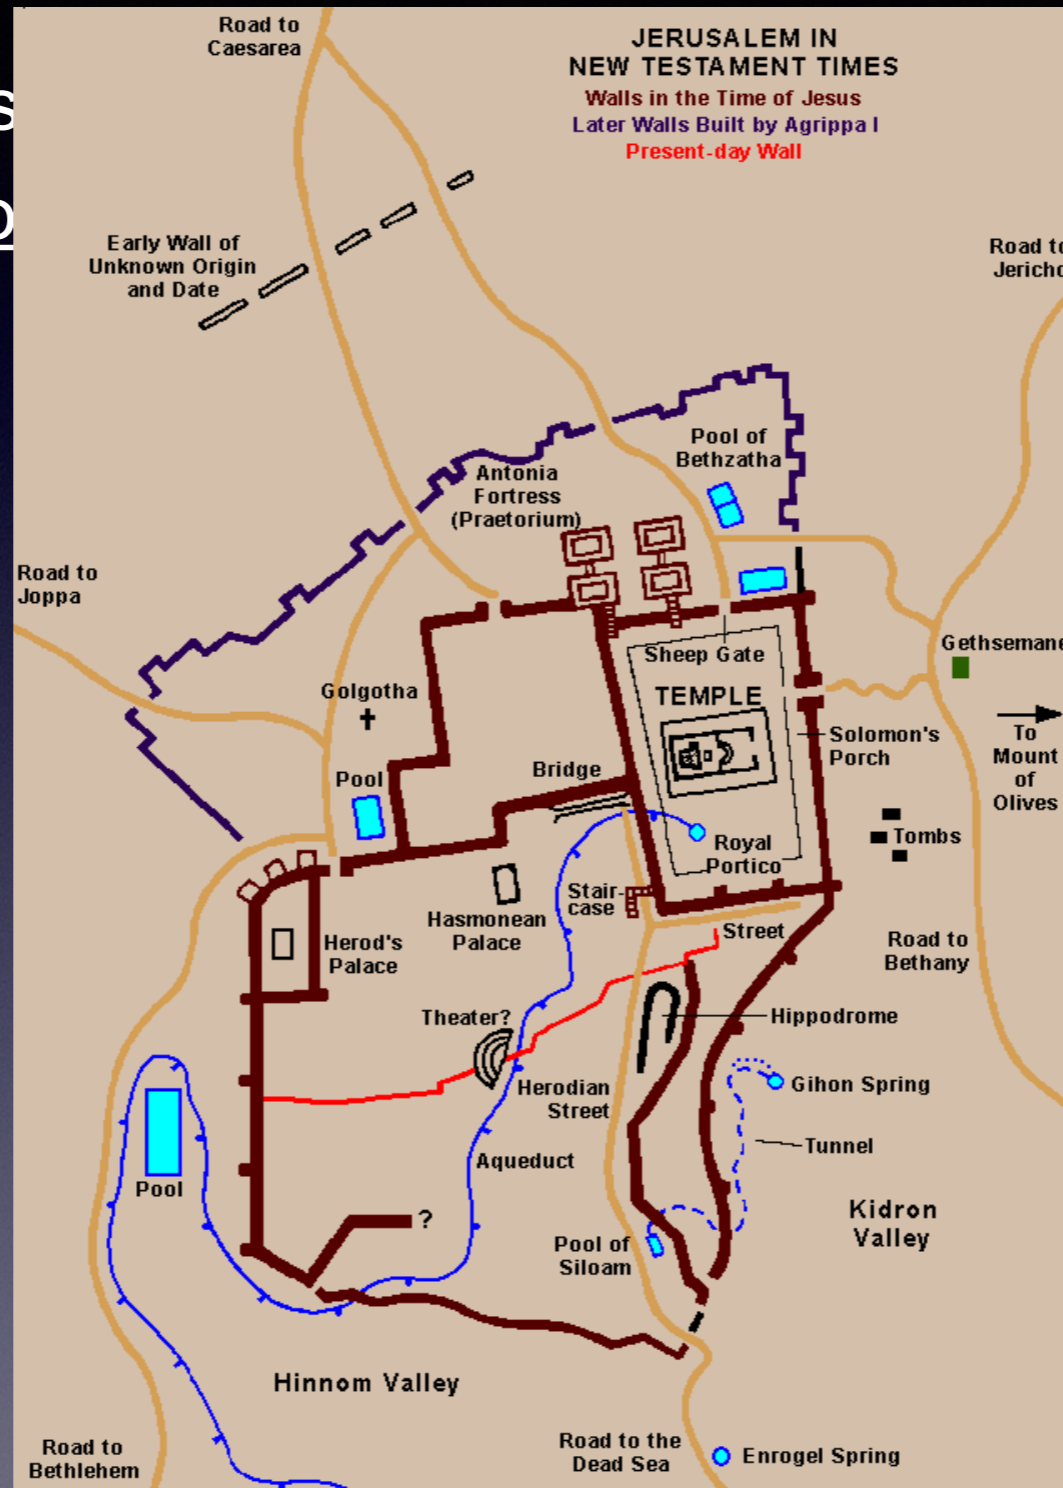 Road to
Caesarea
JERUSALEM IN
NEW TESTAMENT TIMES
Walls in the Time of Jesus
Later Walls Built by Agrippa I
Present-day Wall
Early Wall of
Unknown Origin
and Date
Road to
Jericho
Pool of
Bethzatha
Antonia
Fortress
(Praetorium)
Road to
Joppa
Gethsemane
Sheep Gate
Golgotha
TEMPLE
Solomon's
Porch
To
Mount
of
Olives
Bridge
Pool
Tombs
Royal
Portico
Stair-
case
Hasmonean
Palace
Street
Herod's
Palace
Road to
Bethany
Theater?
Hippodrome
Herodian
Street
Gihon Spring
Tunnel
Aqueduct
Pool
?
Kidron
Valley
Pool of
Siloam
Hinnom Valley
Road to
Bethlehem
Road to the
Dead Sea
Enrogel Spring